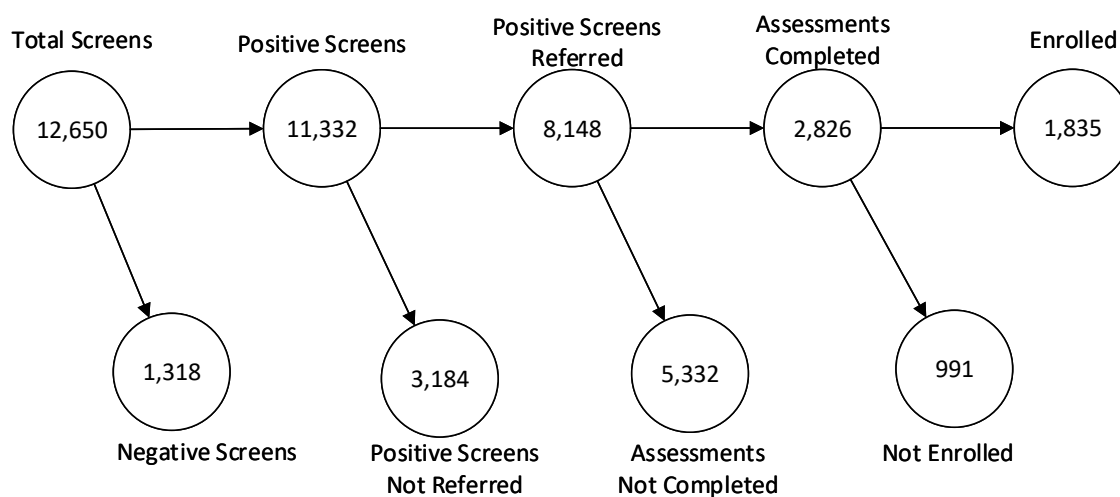 Total Screens
Positive Screens
Positive Screens
Referred
Assessments
Completed
Enrolled
12,650
11,332
8,148
2,826
1,835
1,318
3,184
5,332
991
Negative Screens
Positive Screens
Not Referred
Assessments
Not Completed
Not Enrolled